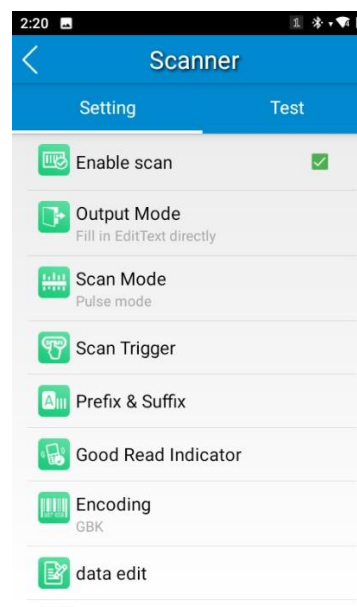 2:20
Scanner
Setting Test
Enable scan
Output Mode
Fill in EditText directly
Scan Mode
Pulse mode
Scan Trigger
Prefix & Suffix
Good Read Indicator
Encoding
GBK
data edit